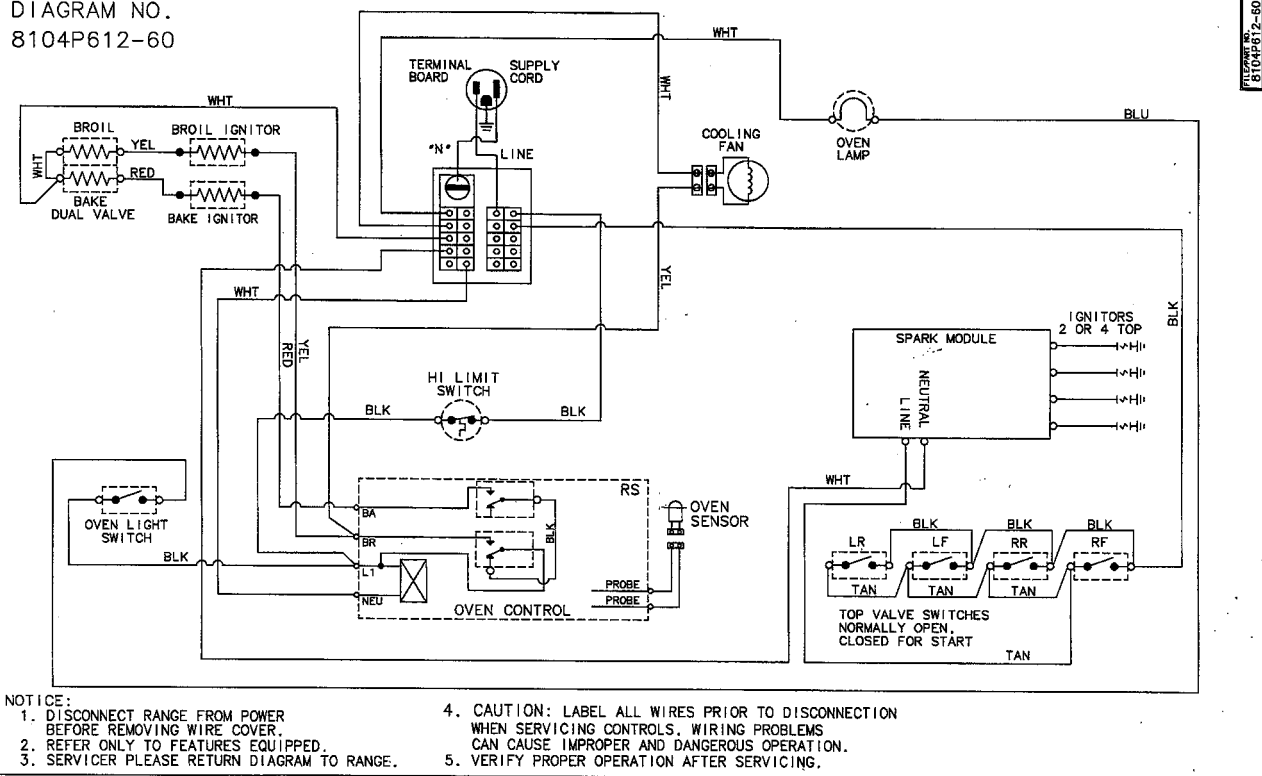 DIAGRAM NO.
8104P612-60
FILE/PART NO.
8104P612-60
TERMINAL
BOARD
SUPPLY
CORD
WHT
WHT
WHT
BLU
OVEN
LAMP
COOLING
FAN
"N"
LINE
BROIL
YEL
BROIL IGNITOR
WHT
RED
BAKE
DUAL VALVE
BAKE IGNITOR
WHT
YEL
RED
YEL
BLK
HI LIMIT
SWITCH
BLK
BLK
SPARK MODULE
NEUTRAL
LINE
IGNITORS
2 OR 4 TOP
WHT
OVEN LIGHT
SWITCH
BLK
RS
BA
BR
L1
NEU
BLK
PROBE
PROBE
OVEN CONTROL
OVEN
SENSOR
BLK
BLK
BLK
LR
LF
RR
RF
TAN
TAN
TAN
TOP VALVE SWITCHES
NORMALLY OPEN,
CLOSED FOR START
TAN
NOTICE:
1. DISCONNECT RANGE FROM POWER
BEFORE REMOVING WIRE COVER.
2. REFER ONLY TO FEATURES EQUIPPED.
3. SERVICER PLEASE RETURN DIAGRAM TO RANGE.
4. CAUTION: LABEL ALL WIRES PRIOR TO DISCONNECTION
WHEN SERVICING CONTROLS. WIRING PROBLEMS
CAN CAUSE IMPROPER AND DANGEROUS OPERATION.
5. VERIFY PROPER OPERATION AFTER SERVICING.